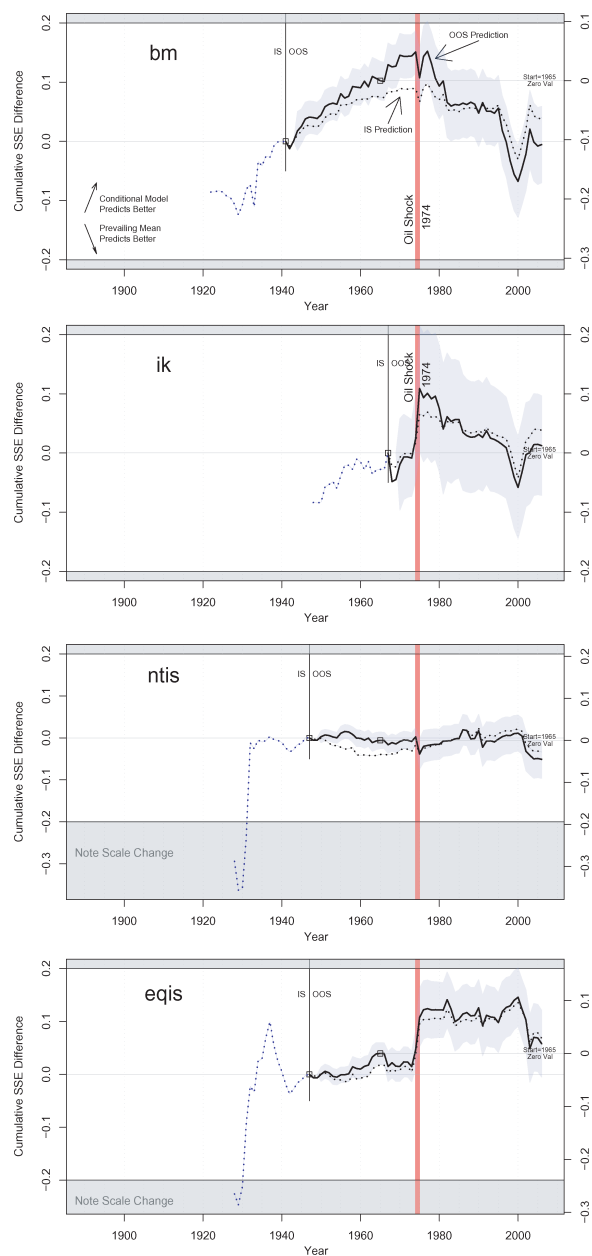 bm
IS OOS
OOS Prediction
IS Prediction
Start=1965
Zero Val
Conditional Model
Predicts Better
Prevailing Mean
Predicts Better
Oil Shock
1974
Cumulative SSE Difference
0.2
0.1
0.0
−0.1
−0.2
0.1
0
−0.1
−0.2
−0.3
1900 1920 1940 1960 1980 2000
Year
ik
IS OOS
Oil Shock
1974
Start=1965
Zero Val
Cumulative SSE Difference
0.2
0.1
0.0
−0.1
−0.2
0.2
0.1
0
−0.1
−0.2
1900 1920 1940 1960 1980 2000
Year
ntis
IS OOS
Start=1965
Zero Val
Note Scale Change
Cumulative SSE Difference
0.2
0.1
0.0
−0.1
−0.2
−0.3
0.2
0.1
0
−0.1
−0.2
−0.3
1900 1920 1940 1960 1980 2000
Year
eqis
IS OOS
Start=1965
Zero Val
Note Scale Change
Cumulative SSE Difference
0.2
0.1
0.0
−0.1
−0.2
0.1
0
−0.1
−0.2
−0.3
1900 1920 1940 1960 1980 2000
Year